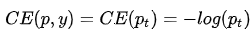 CE(p, y) = CE(p_t) = −log(p_t)